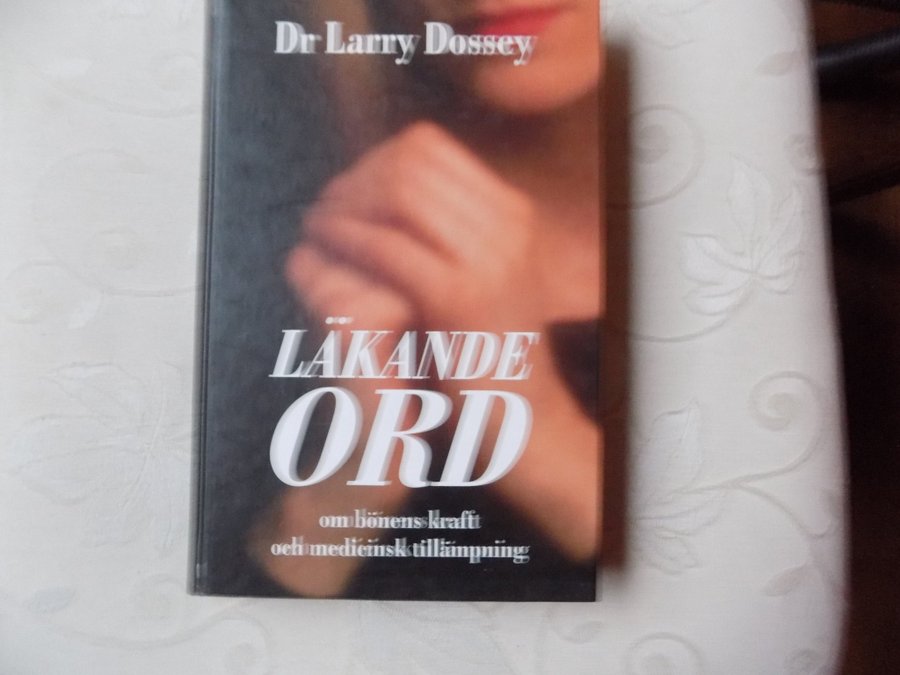 Dr Larry Dossey
LÄKANDE
ORD
om bönens kraft
och medicinsk tillämpning